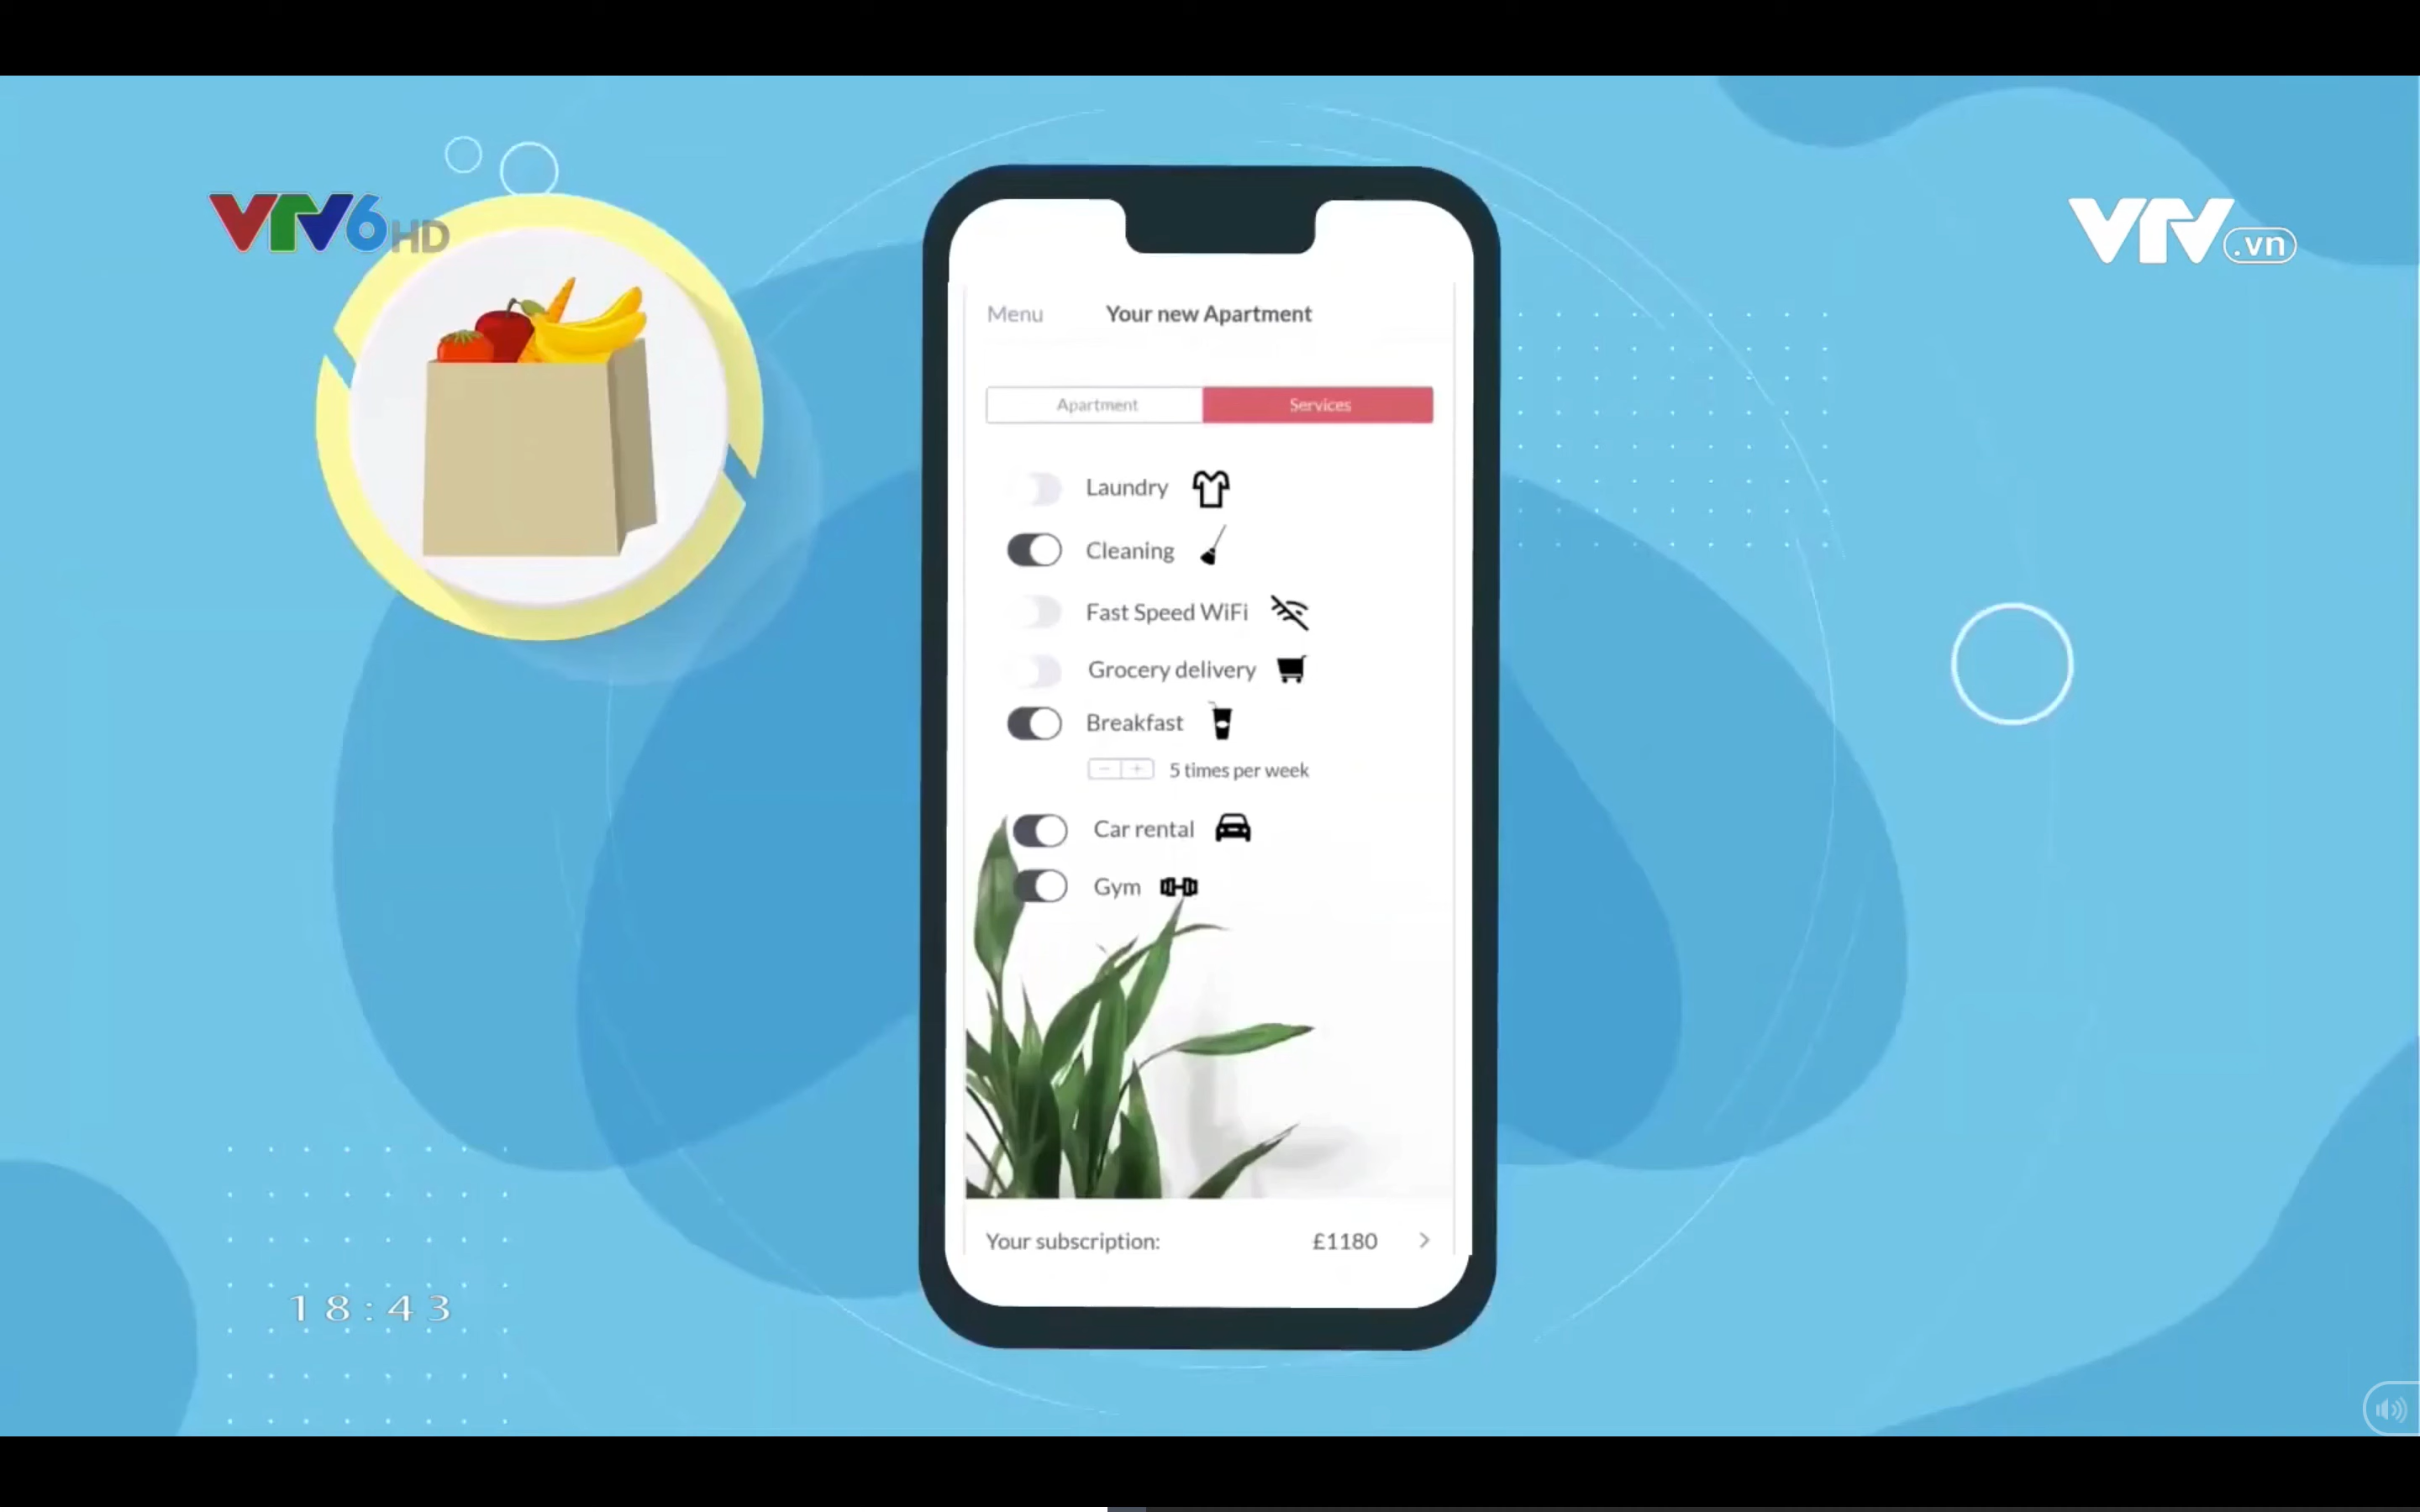 VTV6HD
VTV.vn
Menu
Your new Apartment
Apartment
Services
Laundry
Cleaning
Fast Speed WiFi
Grocery delivery
Breakfast
5 times per week
Car rental
Gym
Your subscription:
£1180
18:43